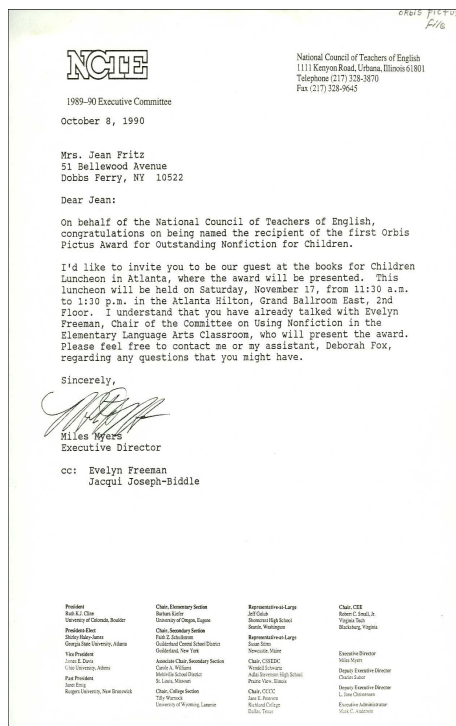 ORBIS PICTUS
file
NCTE
National Council of Teachers of English
1111 Kenyon Road, Urbana, Illinois 61801
Telephone (217) 328-3870
Fax (217) 328-9645
1989–90 Executive Committee
October 8, 1990
Mrs. Jean Fritz
51 Bellewood Avenue
Dobbs Ferry, NY 10522
Dear Jean:
On behalf of the National Council of Teachers of English,
congratulations on being named the recipient of the first Orbis
Pictus Award for Outstanding Nonfiction for Children.
I'd like to invite you to be our guest at the books for Children
Luncheon in Atlanta, where the award will be presented. This
luncheon will be held on Saturday, November 17, from 11:30 a.m.
to 1:30 p.m. in the Atlanta Hilton, Grand Ballroom East, 2nd
Floor. I understand that you have already talked with Evelyn
Freeman, Chair of the Committee on Using Nonfiction in the
Elementary Language Arts Classroom, who will present the award.
Please feel free to contact me or my assistant, Deborah Fox,
regarding any questions that you might have.
Sincerely,
Miles Myers
Executive Director
cc: Evelyn Freeman
Jacqui Joseph-Biddle
President
Ruth K.J. Cline
University of Colorado, Boulder
President-Elect
Shirley Haley-James
Georgia State University, Atlanta
Vice President
James E. Davis
Ohio University, Athens
Past President
Janet Emig
Rutgers University, New Brunswick
Chair, Elementary Section
Barbara Kiefer
University of Oregon, Eugene
Chair, Secondary Section
Faith Z. Schullstrom
Guilderland Central School District
Guilderland, New York
Associate Chair, Secondary Section
Carole A. Williams
Mehlville School District
St. Louis, Missouri
Chair, College Section
Tilly Warnock
University of Wyoming, Laramie
Representative-at-Large
Jeff Golub
Shorecrest High School
Seattle, Washington
Representative-at-Large
Susan Stires
Newcastle, Maine
Chair, CSSEDC
Wendell Schwartz
Adlai Stevenson High School
Prairie View, Illinois
Chair, CCCC
Jane E. Peterson
Richland College
Dallas, Texas
Chair, CEE
Robert C. Small, Jr.
Virginia Tech
Blacksburg, Virginia
Executive Director
Miles Myers
Deputy Executive Director
Charles Suhor
Deputy Executive Director
L. Jane Christensen
Executive Administrator